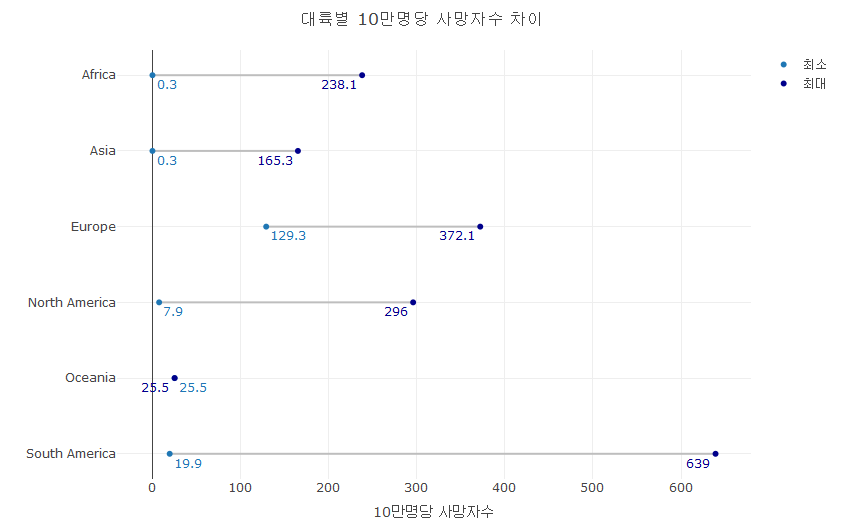 대륙별 10만명당 사망자수 차이
최소
최대
Africa
0.3
238.1
Asia
0.3
165.3
Europe
129.3
372.1
North America
7.9
296
Oceania
25.5
25.5
South America
19.9
639
0 100 200 300 400 500 600
10만명당 사망자수